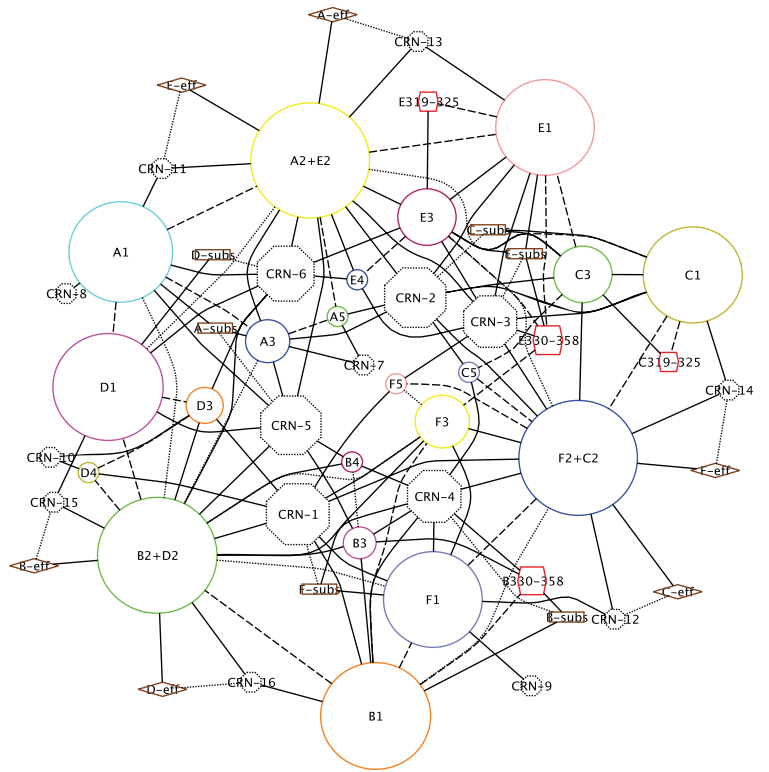 A-eff
CRN-13
E-eff
E319-325
E1
A2+E2
CRN-11
E3
A1
C-subs
D-subs
E-subs
CRN-6
E4
C3
C1
CRN-8
CRN-2
A5
CRN-3
A-subs
A3
E330-358
C319-325
CRN-7
C5
D1
F5
CRN-14
D3
F3
CRN-5
CRN-10
B4
F2+C2
D4
F-eff
CRN-4
CRN-15
CRN-1
B3
B2+D2
B-eff
B330-358
F-subs
C-eff
F1
B-subs
CRN-12
CRN-16
D-eff
CRN-9
B1